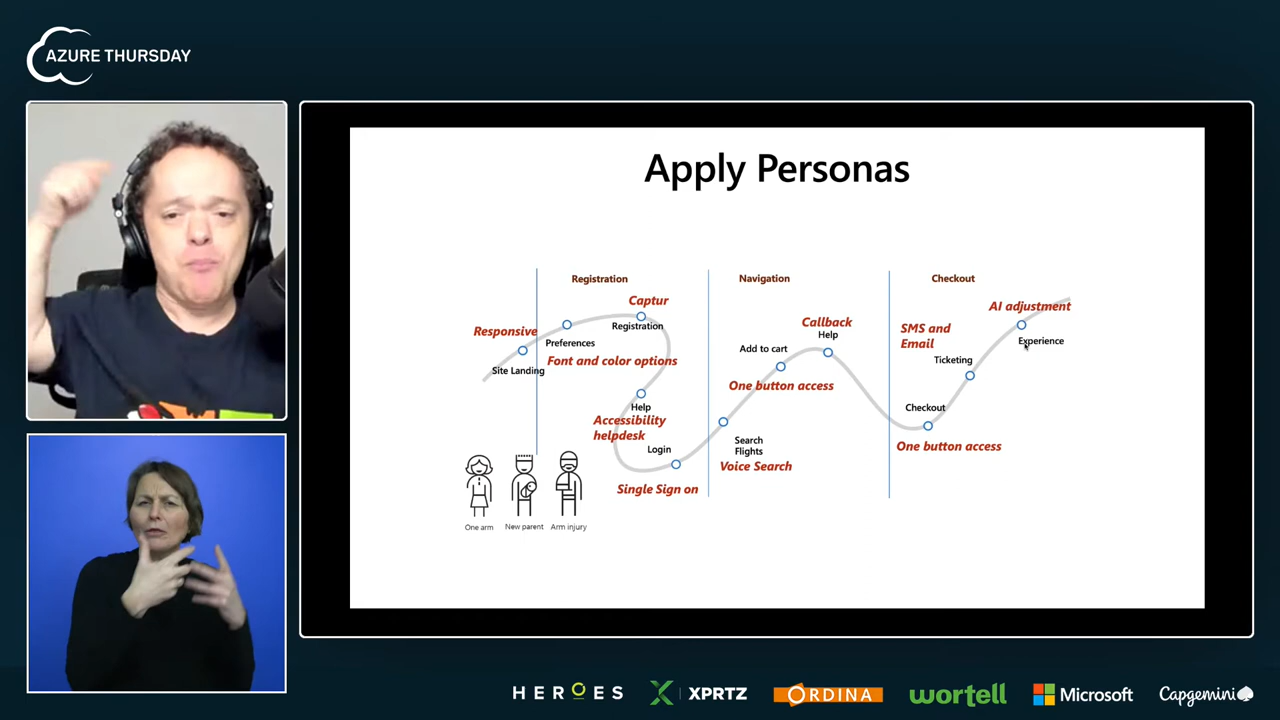 AZURE THURSDAY
Apply Personas
Registration
Navigation
Checkout
Captur
Registration
Responsive
Preferences
Font and color options
Site Landing
Help
Accessibility
helpdesk
Login
Single Sign on
One arm
New parent
Arm injury
Callback
Help
Add to cart
One button access
Search
Flights
Voice Search
AI adjustment
SMS and
Email
Experience
Ticketing
Checkout
One button access
HEROES
XPRTZ
ORDINA
wortell
Microsoft
Capgemini